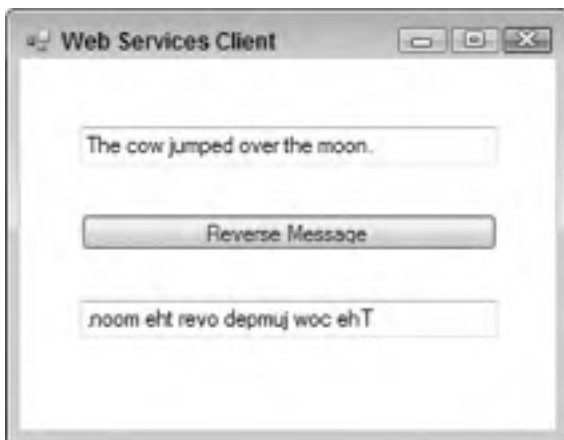 Web Services Client
The cow jumped over the moon.
Reverse Message
.noom eht revo depmuj woc ehT